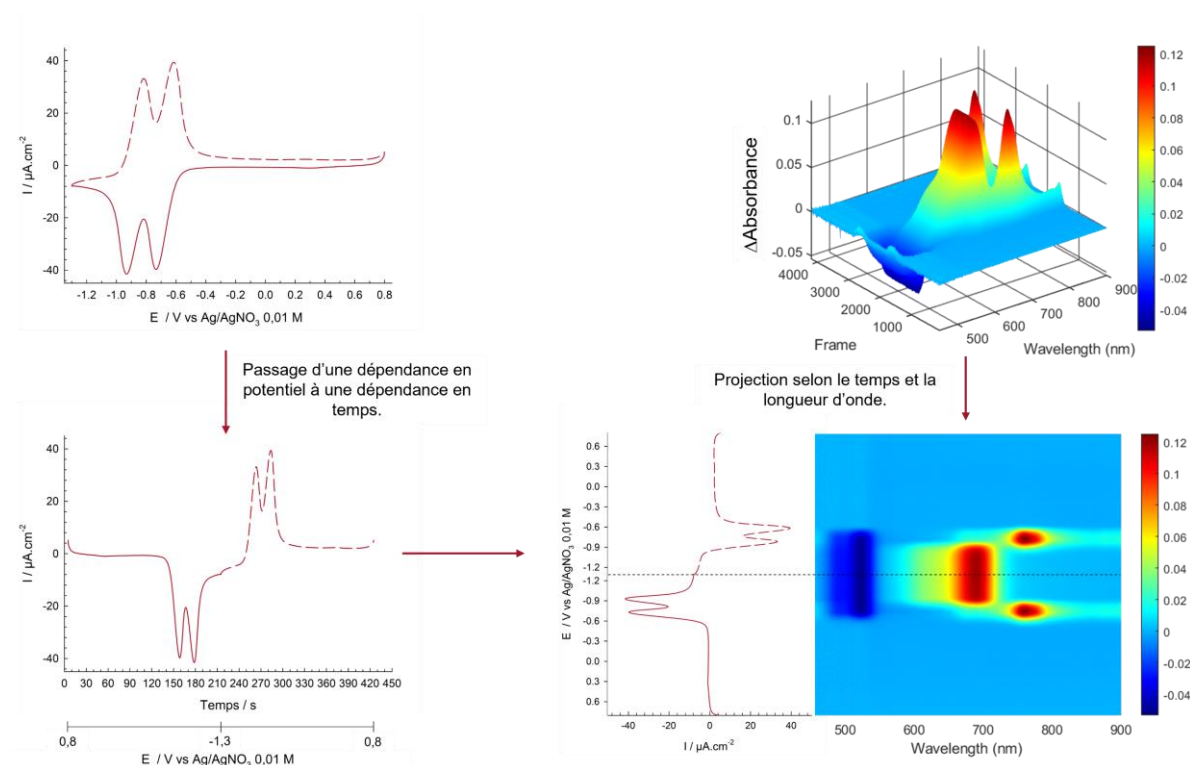 40
20
0
-20
-40
I / µA.cm-2
-1.2 -1.0 -0.8 -0.6 -0.4 -0.2 0.0 0.2 0.4 0.6 0.8
E / V vs Ag/AgNO3 0,01 M
0.1
0.05
0
-0.05
ΔAbsorbance
4000
3000
2000
1000
Frame
500
600
700
800
900
Wavelength (nm)
0.12
0.1
0.08
0.06
0.04
0.02
0
-0.02
-0.04
Passage d'une dépendance en
potentiel à une dépendance en
temps.
Projection selon le temps et la
longueur d'onde.
40
20
0
-20
-40
I / µA.cm-2
0 30 60 90 120 150 180 210 240 270 300 330 360 390 420 450
Temps / s
0,8 -1,3 0,8
E / V vs Ag/AgNO3 0,01 M
0.6
0.3
0.0
-0.3
-0.6
-0.9
-1.2
-0.9
-0.6
-0.3
0.0
0.3
0.6
E / V vs Ag/AgNO3 0,01 M
-40 -20 0 20 40
I / µA.cm-2
500 600 700 800 900
Wavelength (nm)
0.12
0.1
0.08
0.06
0.04
0.02
0
-0.02
-0.04